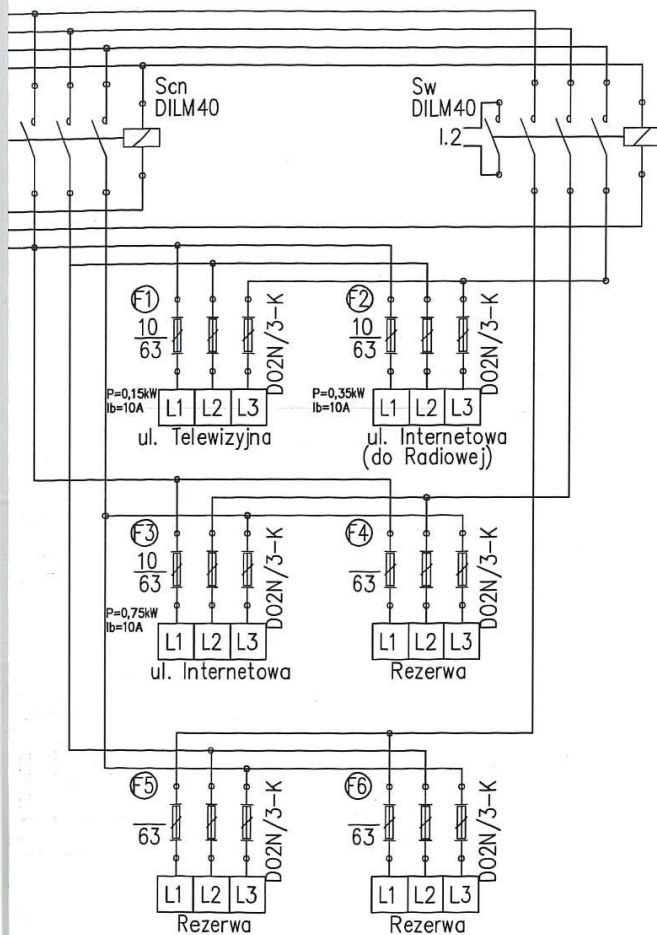 Scn
DILM40
Sw
DILM40
1.2
F1
10
63
D02N/3-K
P=0,15kW
Ib=10A
L1 L2 L3
ul. Telewizyjna
F2
10
63
D02N/3-K
P=0,35kW
Ib=10A
L1 L2 L3
ul. Internetowa
(do Radiowej)
F3
10
63
D02N/3-K
P=0,75kW
Ib=10A
L1 L2 L3
ul. Internetowa
F4
63
D02N/3-K
L1 L2 L3
Rezerwa
F5
63
D02N/3-K
L1 L2 L3
Rezerwa
F6
63
D02N/3-K
L1 L2 L3
Rezerwa